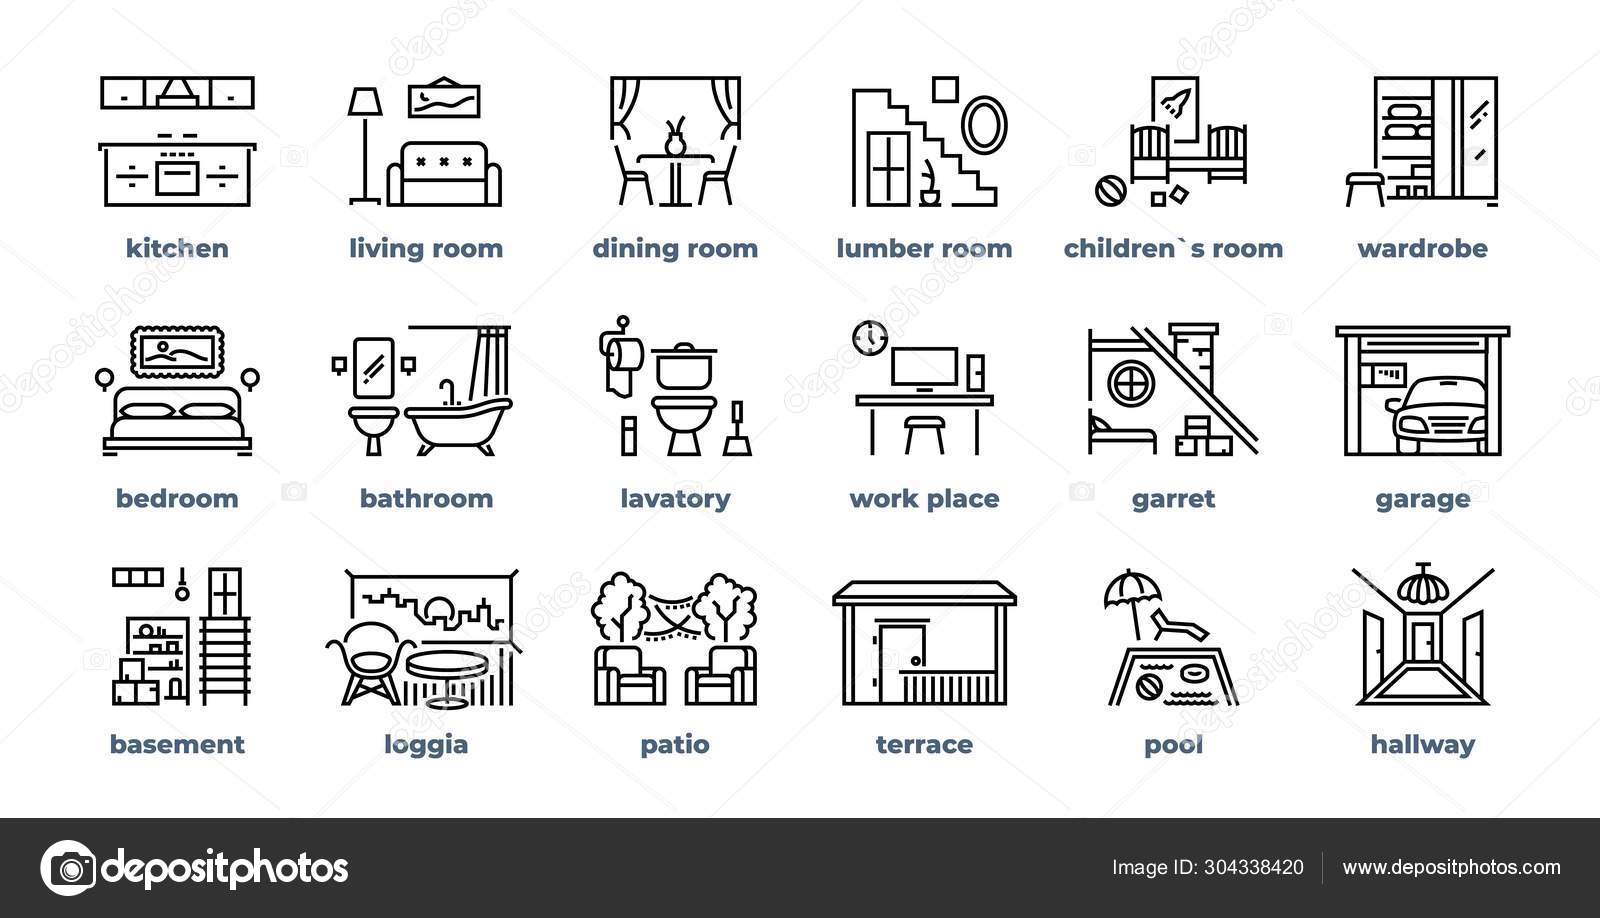 kitchen
living room
dining room
lumber room
children`s room
wardrobe
bedroom
bathroom
lavatory
work place
garret
garage
basement
loggia
patio
terrace
pool
hallway
depositphotos
Image ID: 304338420
www.depositphotos.com